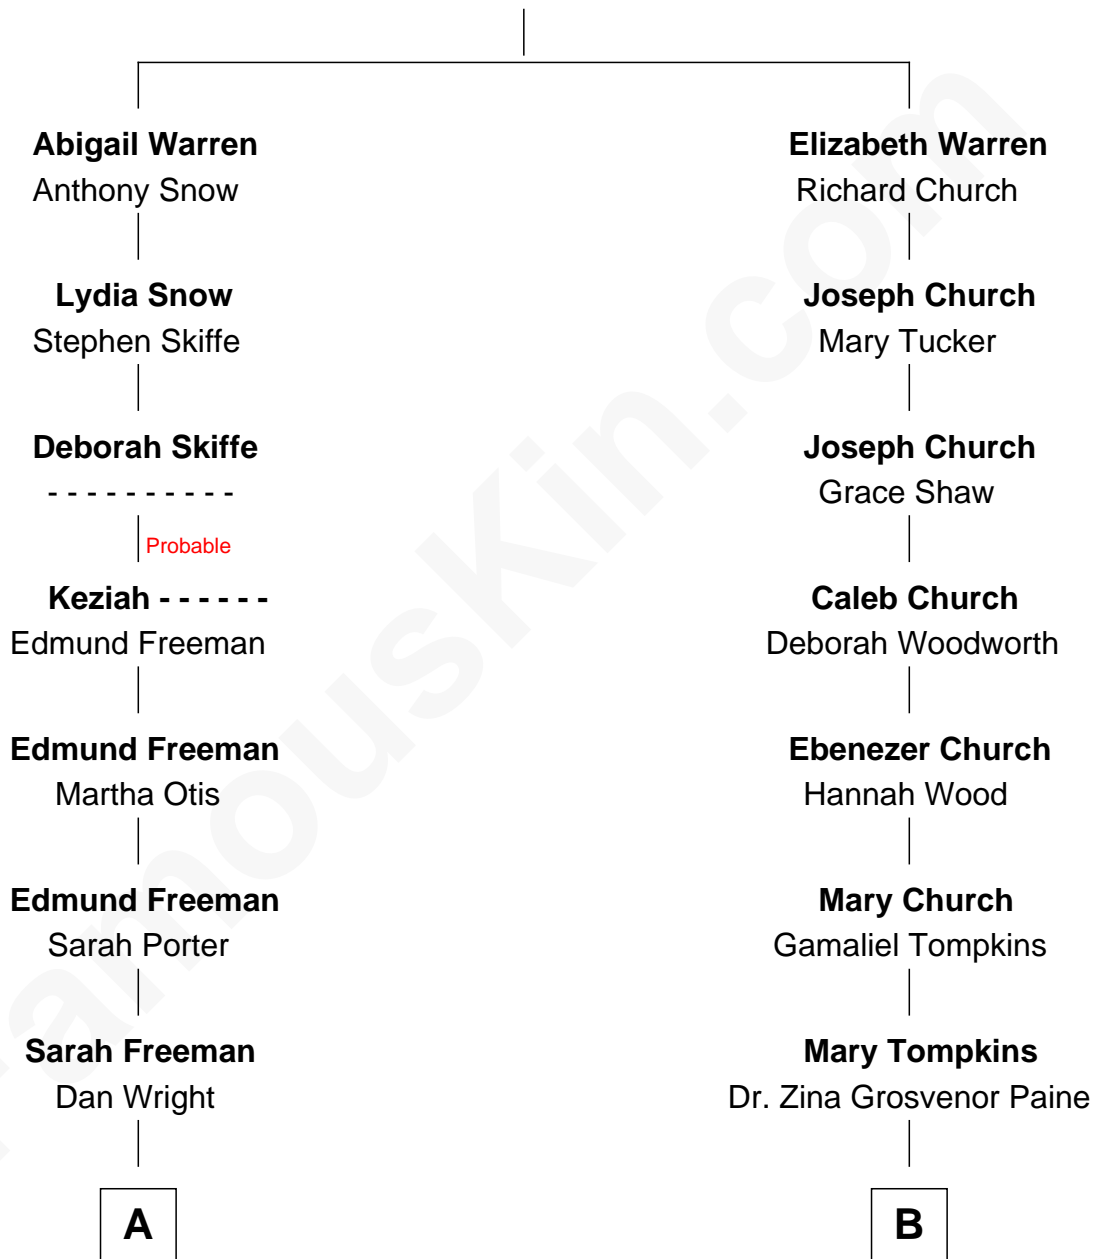 Abigail Warren
Anthony Snow
Lydia Snow
Stephen Skiffe
Deborah Skiffe
- - - - - - - - - -
Probable
Keziah - - - - - -
Edmund Freeman
Edmund Freeman
Martha Otis
Edmund Freeman
Sarah Porter
Sarah Freeman
Dan Wright
A
Elizabeth Warren
Richard Church
Joseph Church
Mary Tucker
Joseph Church
Grace Shaw
Caleb Church
Deborah Woodworth
Ebenezer Church
Hannah Wood
Mary Church
Gamaliel Tompkins
Mary Tompkins
Dr. Zina Grosvenor Paine
B
FamousKin.com